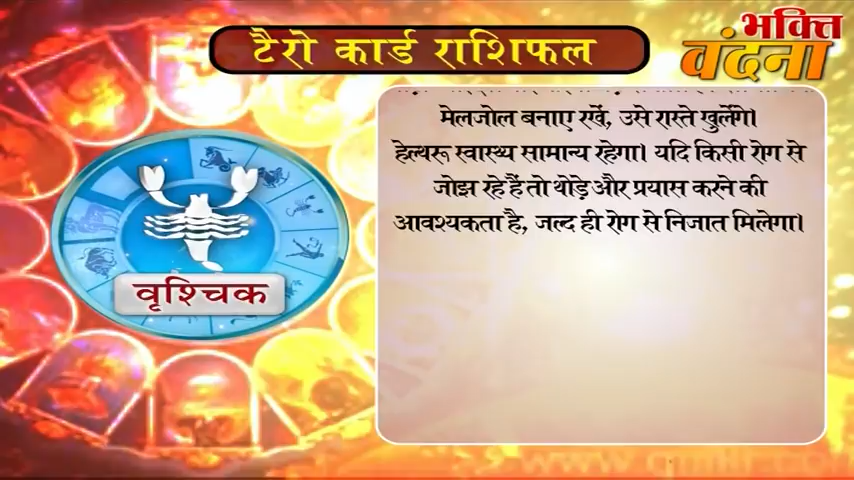 टैरो कार्ड राशिफल
भक्ति
वंदना
मेलजोल बनाए रखें, उसे रास्ते खुलेंगे।
हेल्थरू स्वास्थ्य सामान्य रहेगा। यदि किसी रोग से
जोझ रहे हैं तो थोड़े और प्रयास करने की
आवश्यकता है, जल्द ही रोग से निजात मिलेगा।
वृश्चिक